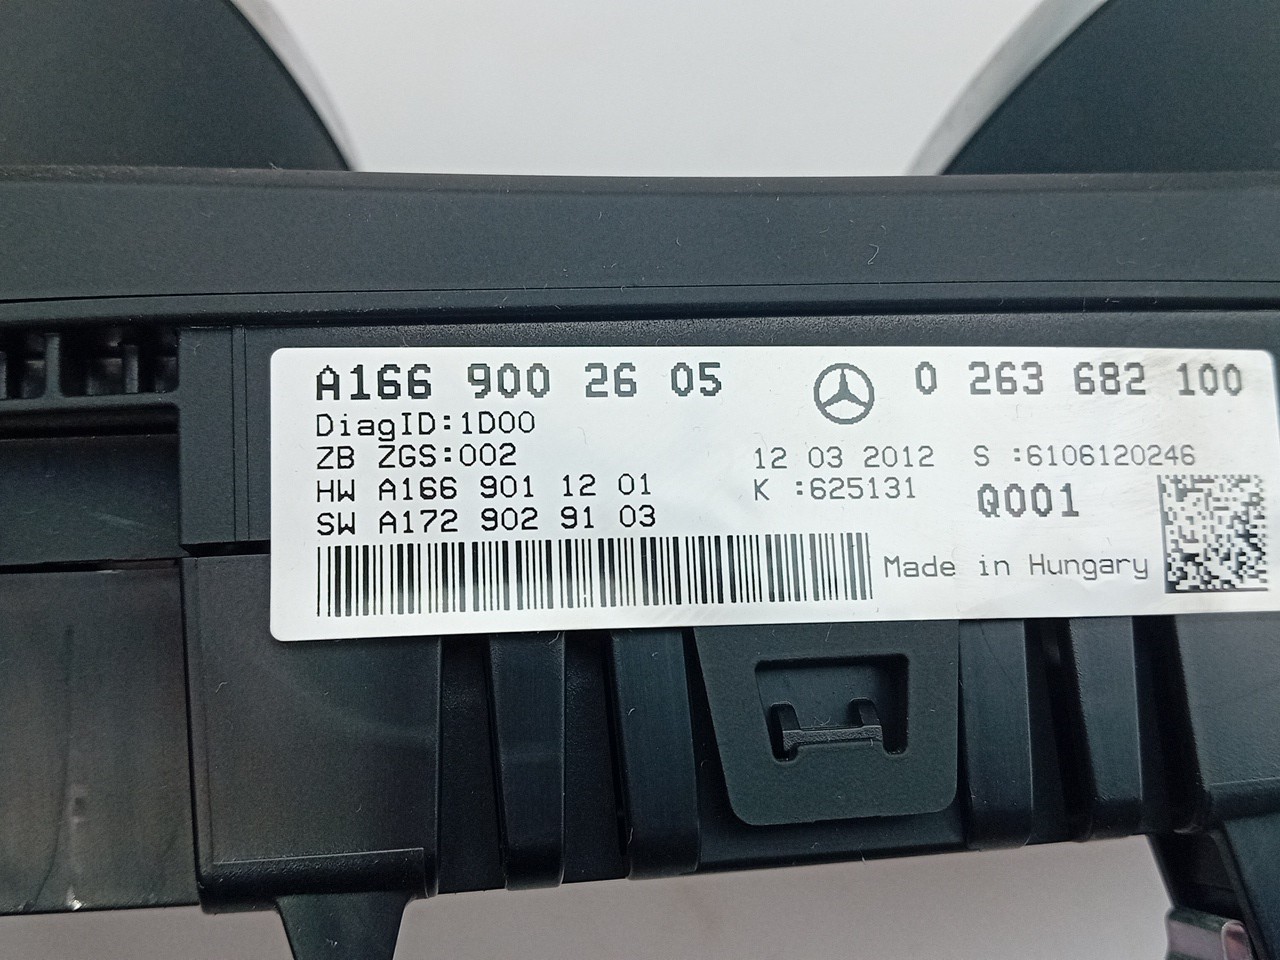 A166 900 26 05 0 263 682 100
DiagID:1D00
ZB ZGS:002 12 03 2012 S :6106120246
HW A166 901 12 01 K :625131 Q001
SW A172 902 91 03
Made in Hungary